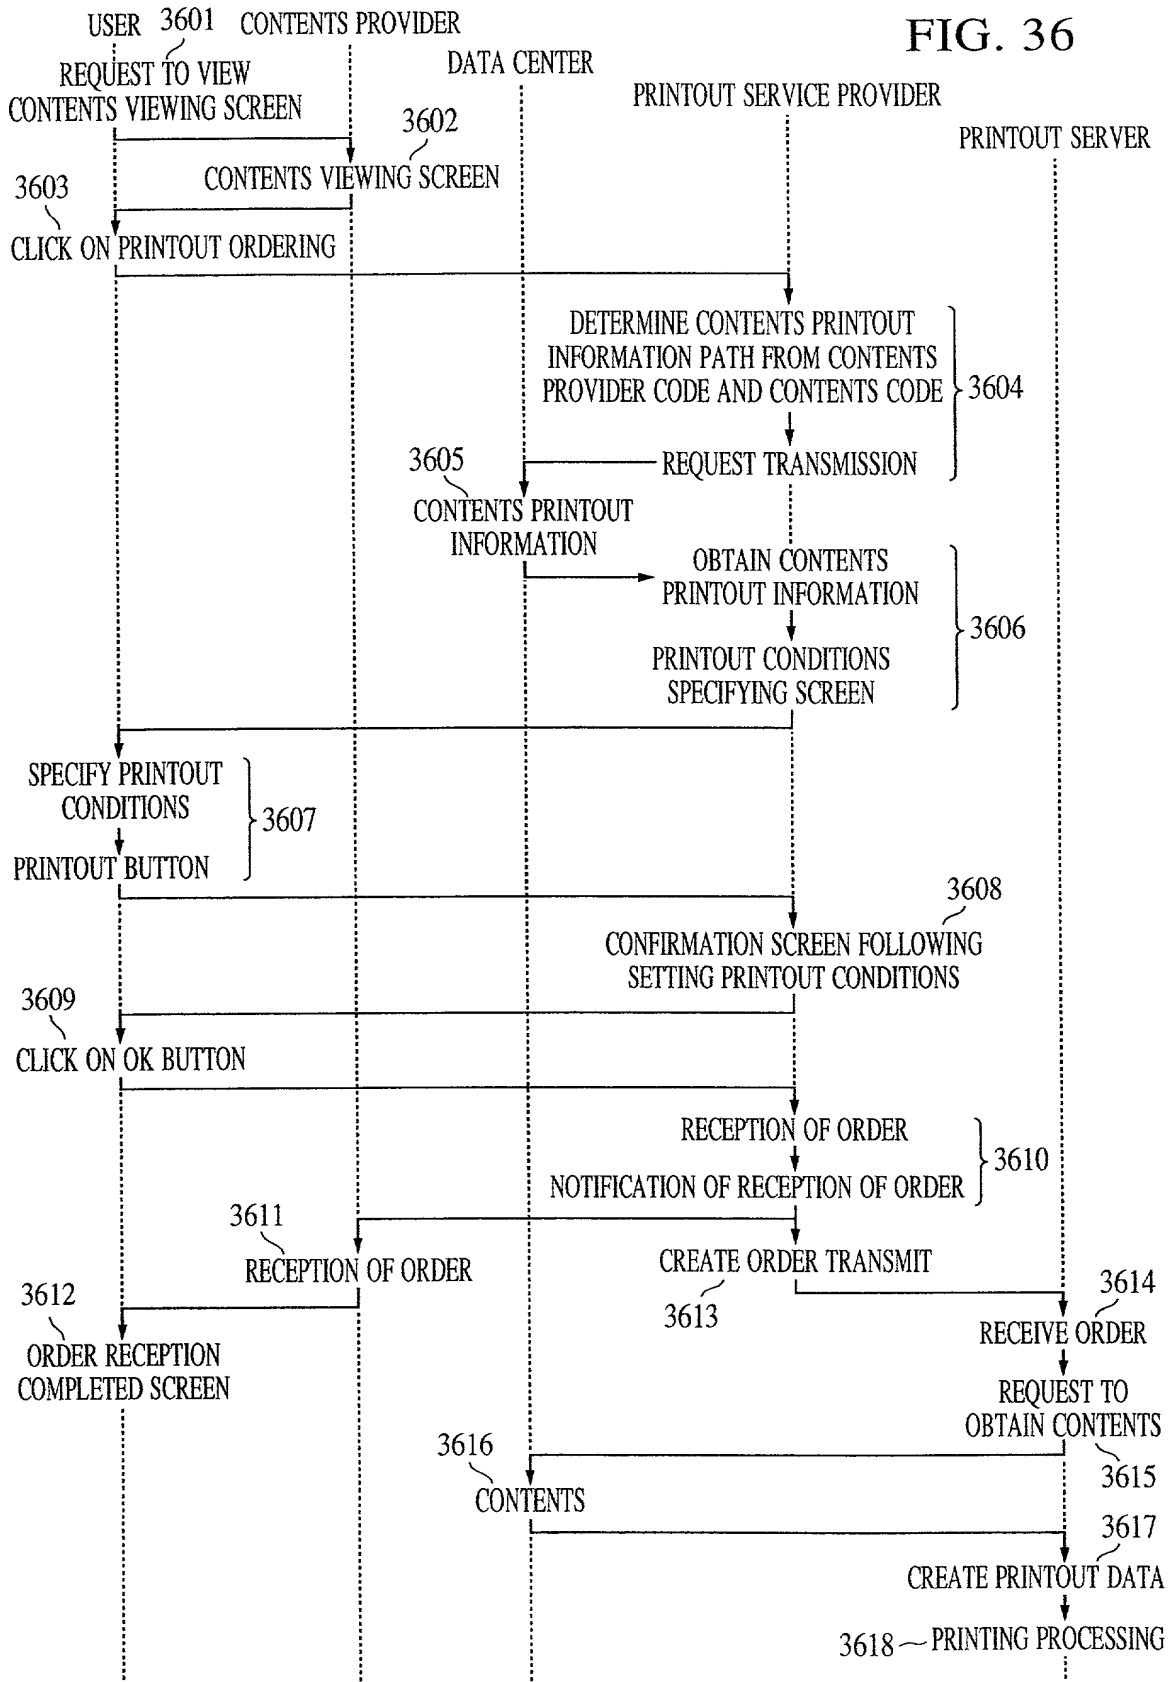 FIG. 36
USER
CONTENTS PROVIDER
DATA CENTER
PRINTOUT SERVICE PROVIDER
PRINTOUT SERVER
3601
REQUEST TO VIEW
CONTENTS VIEWING SCREEN
3602
CONTENTS VIEWING SCREEN
3603
CLICK ON PRINTOUT ORDERING
DETERMINE CONTENTS PRINTOUT
INFORMATION PATH FROM CONTENTS
PROVIDER CODE AND CONTENTS CODE
3604
REQUEST TRANSMISSION
3605
CONTENTS PRINTOUT
INFORMATION
OBTAIN CONTENTS
PRINTOUT INFORMATION
3606
PRINTOUT CONDITIONS
SPECIFYING SCREEN
SPECIFY PRINTOUT
CONDITIONS
3607
PRINTOUT BUTTON
3608
CONFIRMATION SCREEN FOLLOWING
SETTING PRINTOUT CONDITIONS
3609
CLICK ON OK BUTTON
RECEPTION OF ORDER
3610
NOTIFICATION OF RECEPTION OF ORDER
3611
RECEPTION OF ORDER
CREATE ORDER TRANSMIT
3613
3612
ORDER RECEPTION
COMPLETED SCREEN
3614
RECEIVE ORDER
REQUEST TO
OBTAIN CONTENTS
3615
3616
CONTENTS
3617
CREATE PRINTOUT DATA
3618
PRINTING PROCESSING